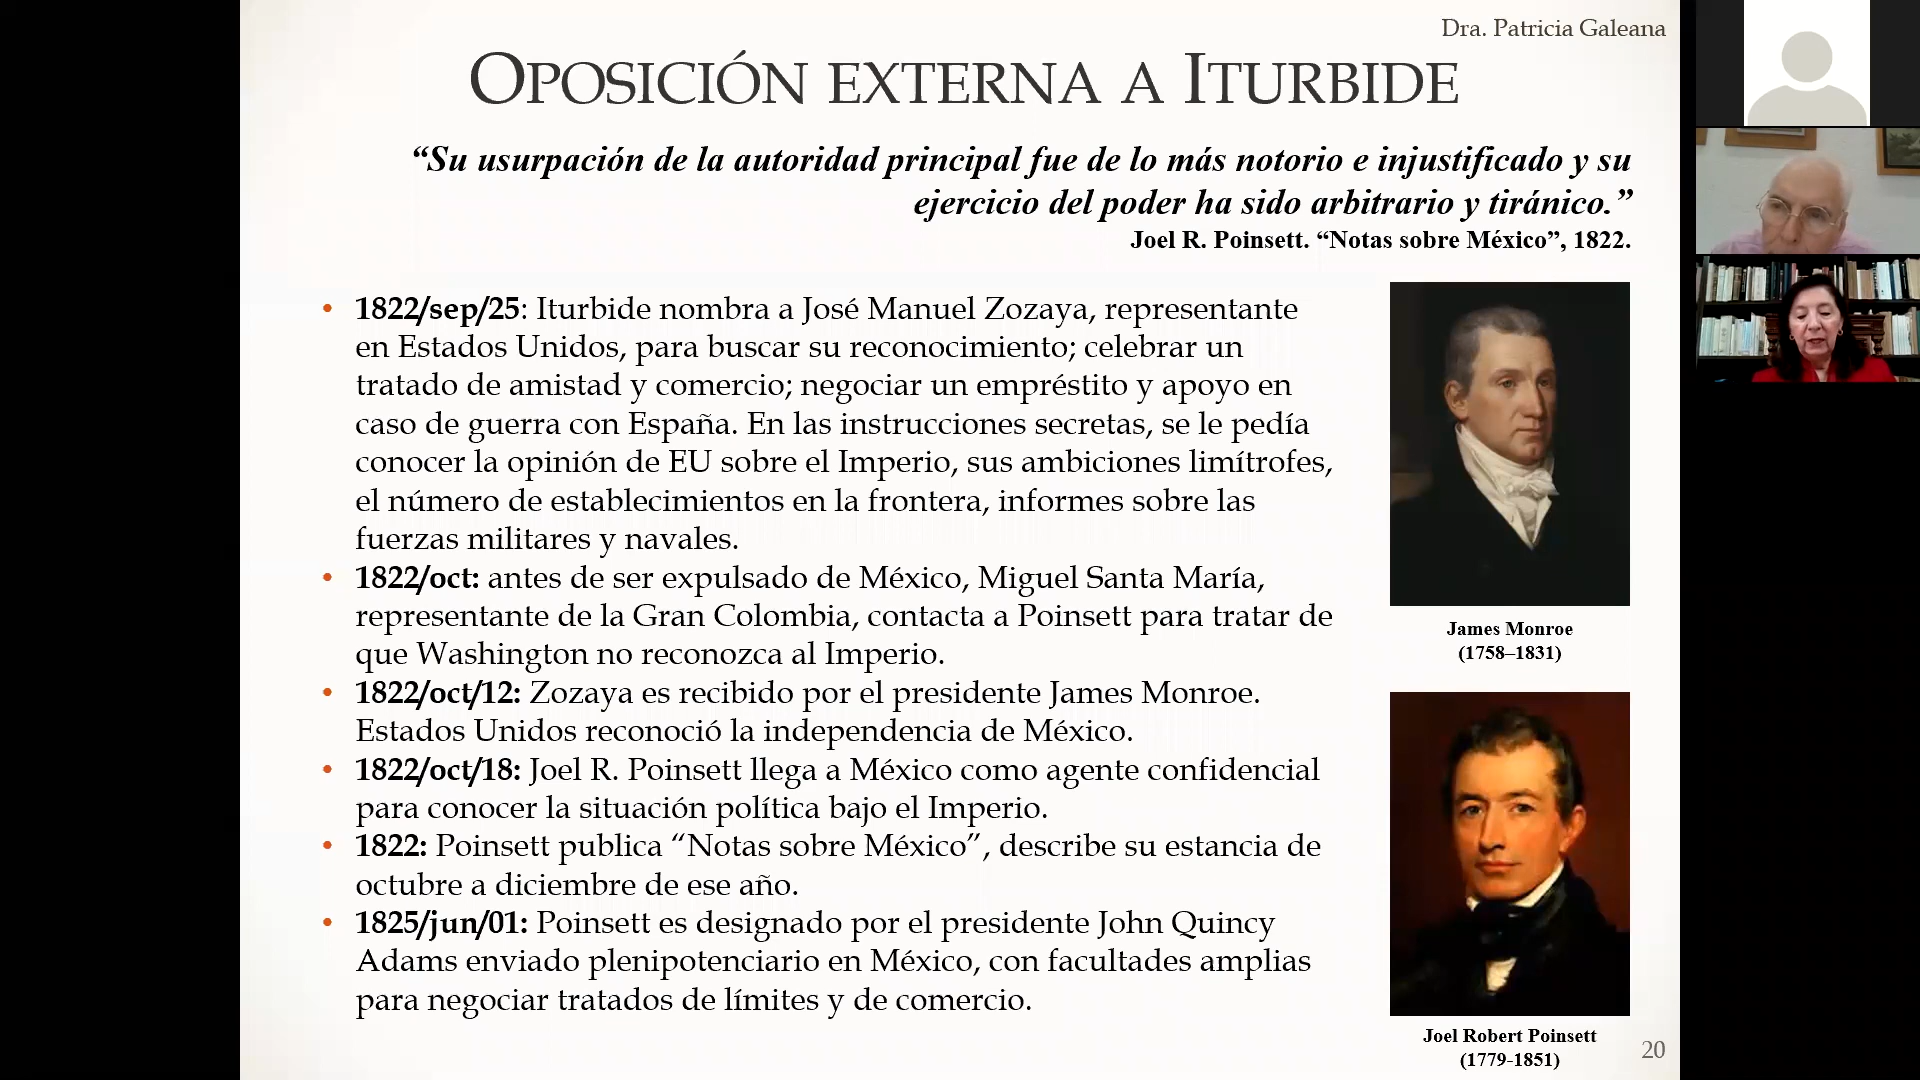 Dra. Patricia Galeana
OPOSICIÓN EXTERNA A ITURBIDE
“Su usurpación de la autoridad principal fue de lo más notorio e injustificado y su
ejercicio del poder ha sido arbitrario y tiránico.”
Joel R. Poinsett. “Notas sobre México”, 1822.
• 1822/sep/25: Iturbide nombra a José Manuel Zozaya, representante
en Estados Unidos, para buscar su reconocimiento; celebrar un
tratado de amistad y comercio; negociar un empréstito y apoyo en
caso de guerra con España. En las instrucciones secretas, se le pedía
conocer la opinión de EU sobre el Imperio, sus ambiciones limítrofes,
el número de establecimientos en la frontera, informes sobre las
fuerzas militares y navales.
• 1822/oct: antes de ser expulsado de México, Miguel Santa María,
representante de la Gran Colombia, contacta a Poinsett para tratar de
que Washington no reconozca al Imperio.
• 1822/oct/12: Zozaya es recibido por el presidente James Monroe.
Estados Unidos reconoció la independencia de México.
• 1822/oct/18: Joel R. Poinsett llega a México como agente confidencial
para conocer la situación política bajo el Imperio.
• 1822: Poinsett publica “Notas sobre México”, describe su estancia de
octubre a diciembre de ese año.
• 1825/jun/01: Poinsett es designado por el presidente John Quincy
Adams enviado plenipotenciario en México, con facultades amplias
para negociar tratados de límites y de comercio.
James Monroe
(1758–1831)
Joel Robert Poinsett
(1779-1851)
20